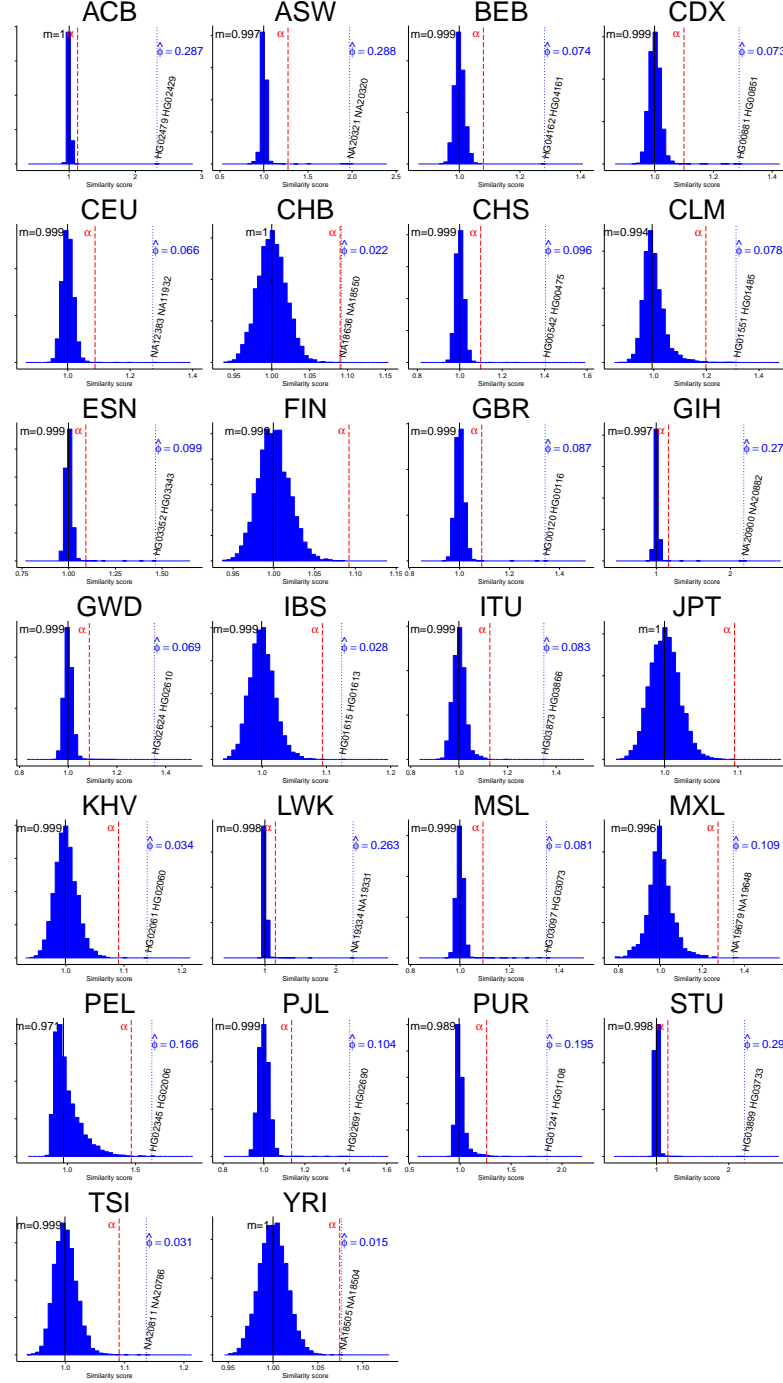 ACB
m=1
α
φ̂ = 0.287
HG02479 HG02429
1 2 3
Similarity score
ASW
m=0.997
α
φ̂ = 0.288
NA20321 NA20320
0.5 1.0 1.5 2.0 2.5
Similarity score
BEB
m=0.999
α
φ̂ = 0.074
HG04162 HG04161
1.0 1.2 1.4
Similarity score
CDX
m=0.999
α
φ̂ = 0.073
HG00881 HG00851
1.0 1.2 1.4
Similarity score
CEU
m=0.999
α
φ̂ = 0.066
NA12383 NA11932
1.0 1.2 1.4
Similarity score
CHB
m=1
α
φ̂ = 0.022
NA18636 NA18550
0.95 1.00 1.05 1.10 1.15
Similarity score
CHS
m=0.999
α
φ̂ = 0.096
HG00542 HG00475
0.8 1.0 1.2 1.4 1.6
Similarity score
CLM
m=0.994
α
φ̂ = 0.078
HG01551 HG01485
1.0 1.2 1.4
Similarity score
ESN
m=0.999
α
φ̂ = 0.099
HG03352 HG03343
0.75 1.00 1.25 1.50
Similarity score
FIN
m=0.999
α
0.95 1.00 1.05 1.10 1.15
Similarity score
GBR
m=0.999
α
φ̂ = 0.087
HG00120 HG00116
0.8 1.0 1.2 1.4
Similarity score
GIH
m=0.997
α
φ̂ = 0.27
NA20900 NA20882
1 2
Similarity score
GWD
m=0.999
α
φ̂ = 0.069
HG02624 HG02610
0.8 1.0 1.2 1.4
Similarity score
IBS
m=0.999
α
φ̂ = 0.028
HG01615 HG01613
1.0 1.1 1.2
Similarity score
ITU
m=0.999
α
φ̂ = 0.083
HG03873 HG03866
0.8 1.0 1.2 1.4
Similarity score
JPT
m=1
α
1.0 1.1
Similarity score
KHV
m=0.999
α
φ̂ = 0.034
HG02061 HG02060
1.0 1.1 1.2
Similarity score
LWK
m=0.998
α
φ̂ = 0.263
NA19334 NA19331
1 2
Similarity score
MSL
m=0.999
α
φ̂ = 0.081
HG03097 HG03073
0.8 1.0 1.2 1.4
Similarity score
MXL
m=0.996
α
φ̂ = 0.109
NA19679 NA19648
0.8 1.0 1.2 1.4
Similarity score
PEL
m=0.971
α
φ̂ = 0.166
HG02345 HG02006
1.0 1.5
Similarity score
PJL
m=0.999
α
φ̂ = 0.104
HG02691 HG02690
0.8 1.0 1.2 1.4 1.6
Similarity score
PUR
m=0.989
α
φ̂ = 0.195
HG01241 HG01108
0.5 1.0 1.5 2.0
Similarity score
STU
m=0.998
α
φ̂ = 0.29
HG03899 HG03733
1 2
Similarity score
TSI
m=0.999
α
φ̂ = 0.031
NA20811 NA20786
1.0 1.1 1.2
Similarity score
YRI
m=1
α
φ̂ = 0.015
NA18505 NA18504
0.95 1.00 1.05 1.10
Similarity score